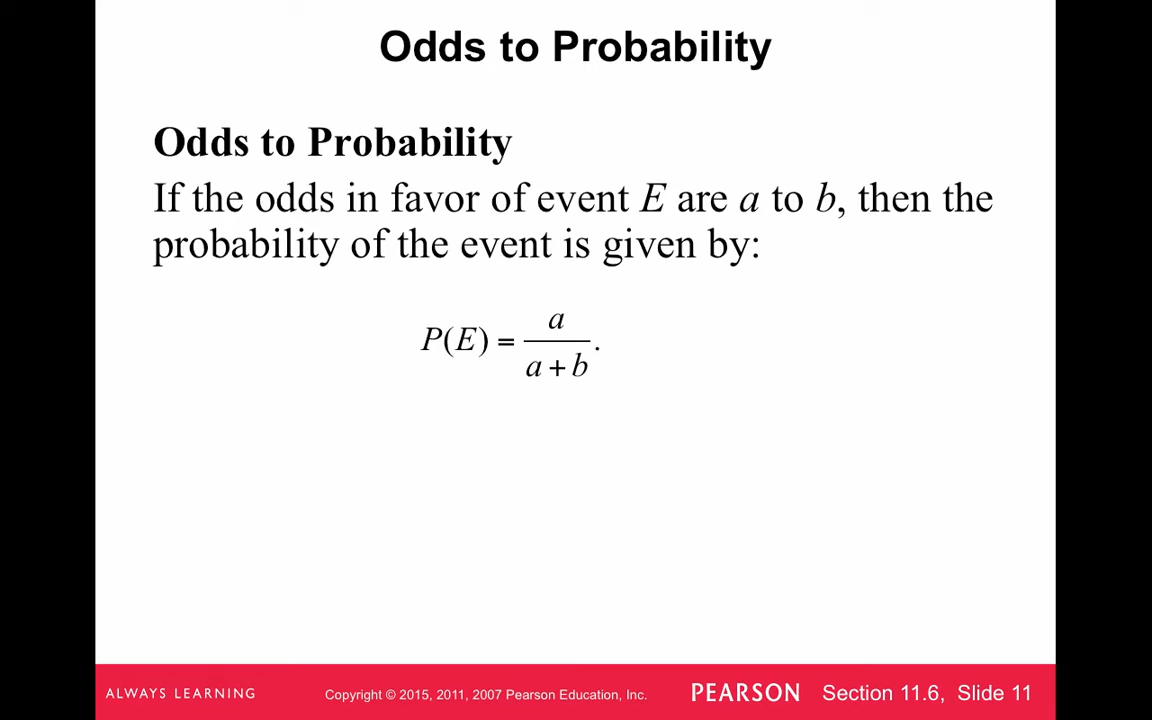 Odds to Probability
Odds to Probability
If the odds in favor of event E are a to b, then the
probability of the event is given by:
P(E) = a / (a + b).
ALWAYS LEARNING Copyright © 2015, 2011, 2007 Pearson Education, Inc. PEARSON Section 11.6, Slide 11